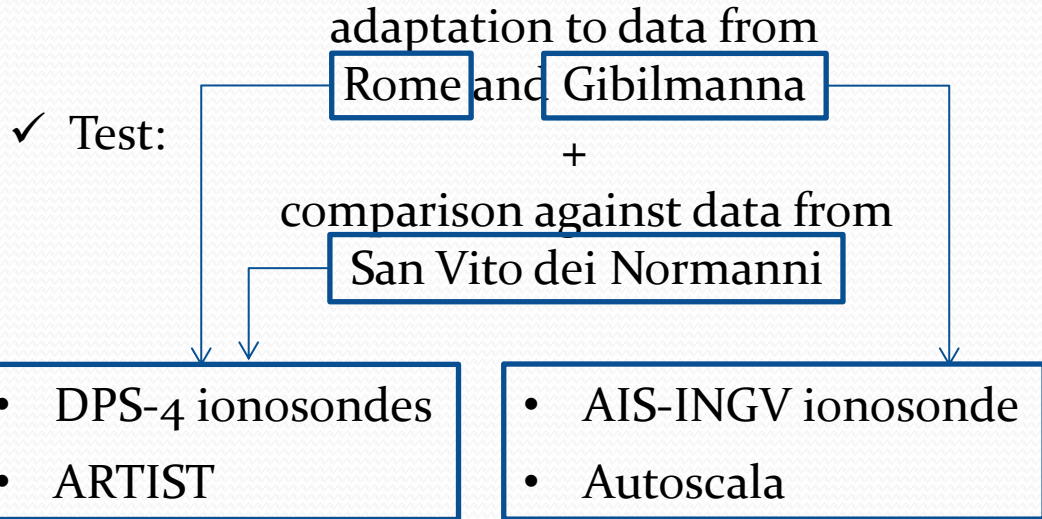 adaptation to data from
Rome and Gibilmanna
✓ Test:
+
comparison against data from
San Vito dei Normanni
• DPS-4 ionosondes
• ARTIST
• AIS-INGV ionosonde
• Autoscala